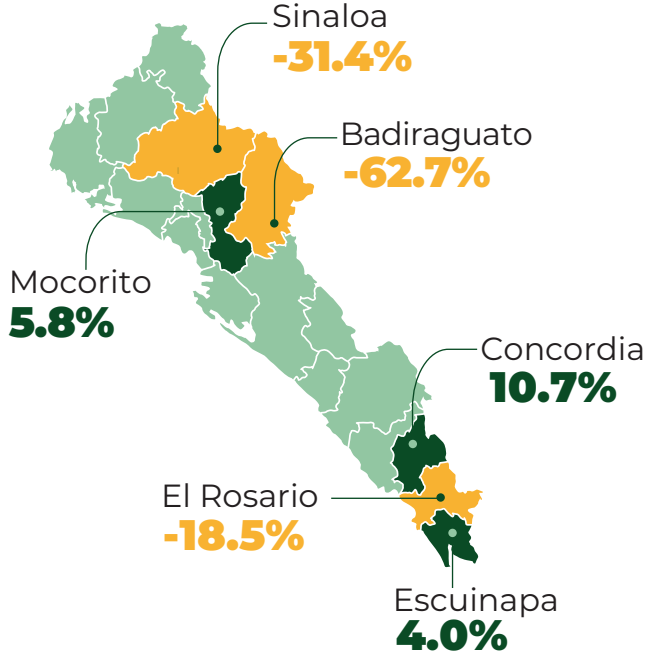 Sinaloa
-31.4%
Badiraguato
-62.7%
Mocorito
5.8%
Concordia
10.7%
El Rosario
-18.5%
Escuinapa
4.0%